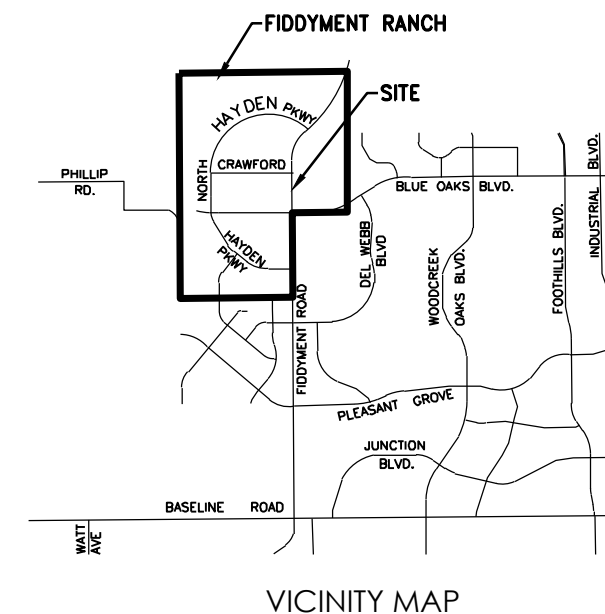 FIDDYMENT RANCH
SITE
HAYDEN PKWY
NORTH
CRAWFORD
PHILLIP
RD.
BLUE OAKS BLVD.
INDUSTRIAL BLVD.
HAYDEN
PKWY
DEL WEBB
BLVD
WOODCREEK
OAKS BLVD.
FOOTHILLS BLVD.
FIDDYMENT ROAD
PLEASANT GROVE
JUNCTION
BLVD.
BASELINE ROAD
WATT
AVE
VICINITY MAP